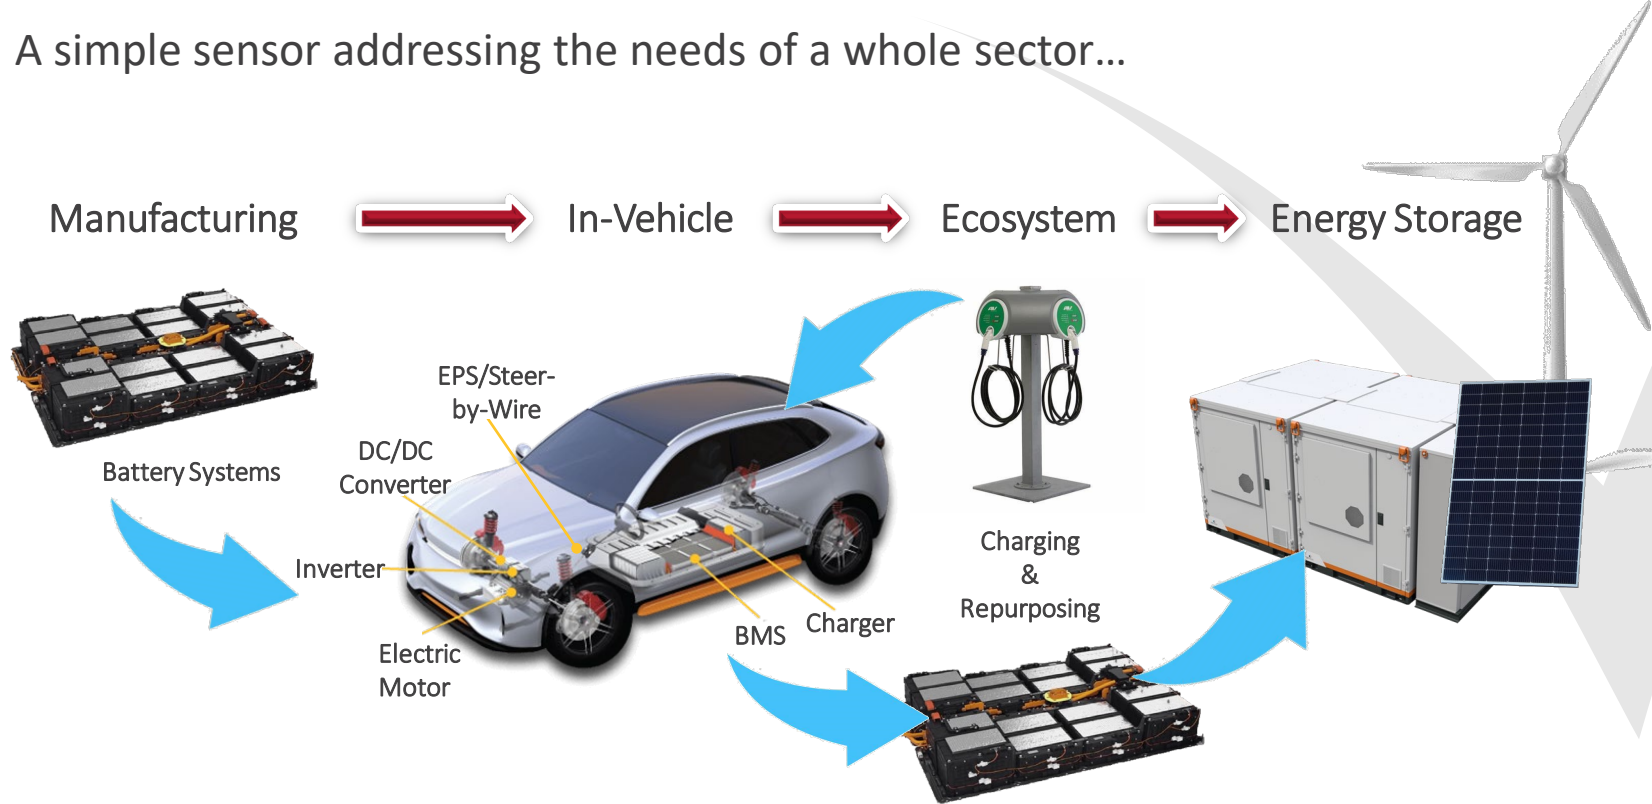 A simple sensor addressing the needs of a whole sector...
Manufacturing
In-Vehicle
Ecosystem
Energy Storage
Battery Systems
EPS/Steer-
by-Wire
DC/DC
Converter
Inverter
Electric
Motor
BMS
Charger
Charging
&
Repurposing